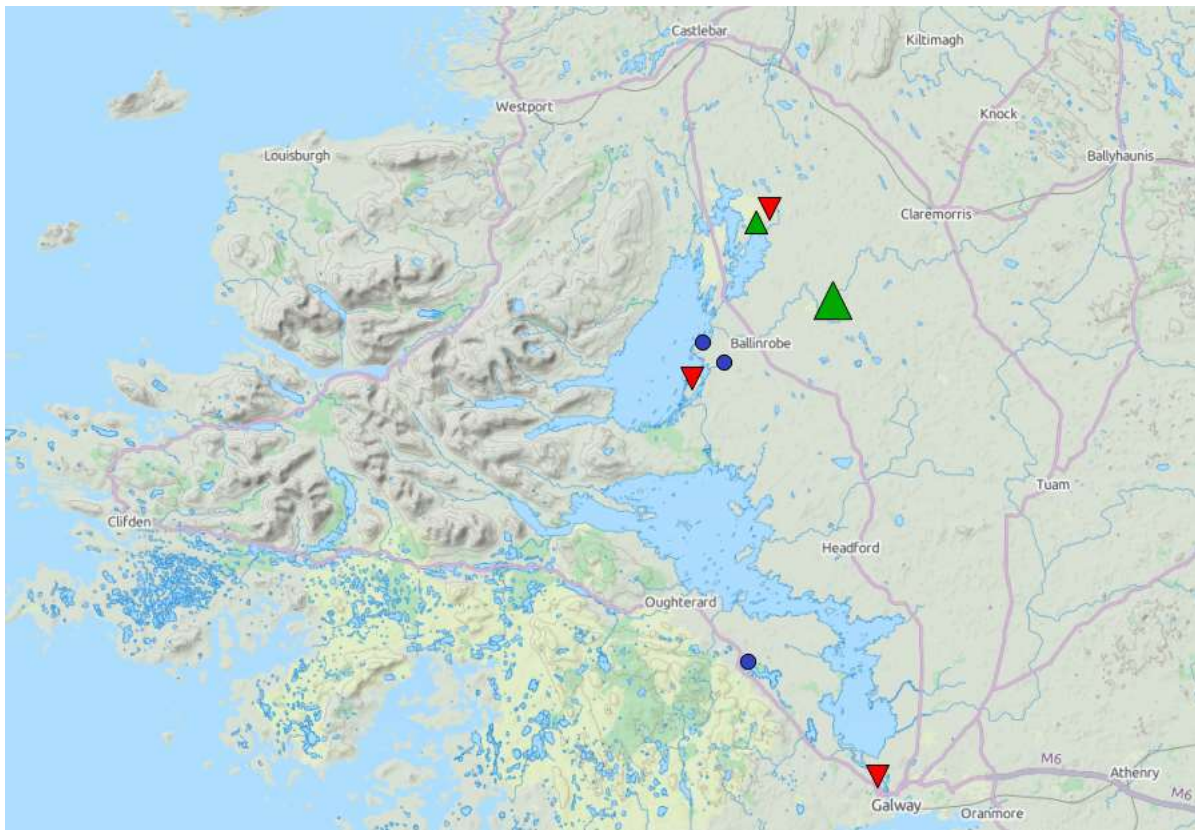 Castlebar
Kiltimagh
Westport
Knock
Louisburgh
Ballyhaunis
Claremorris
Ballinrobe
Tuam
Clifden
Headford
Oughterard
M6
Athenry
M6
Galway
Oranmore